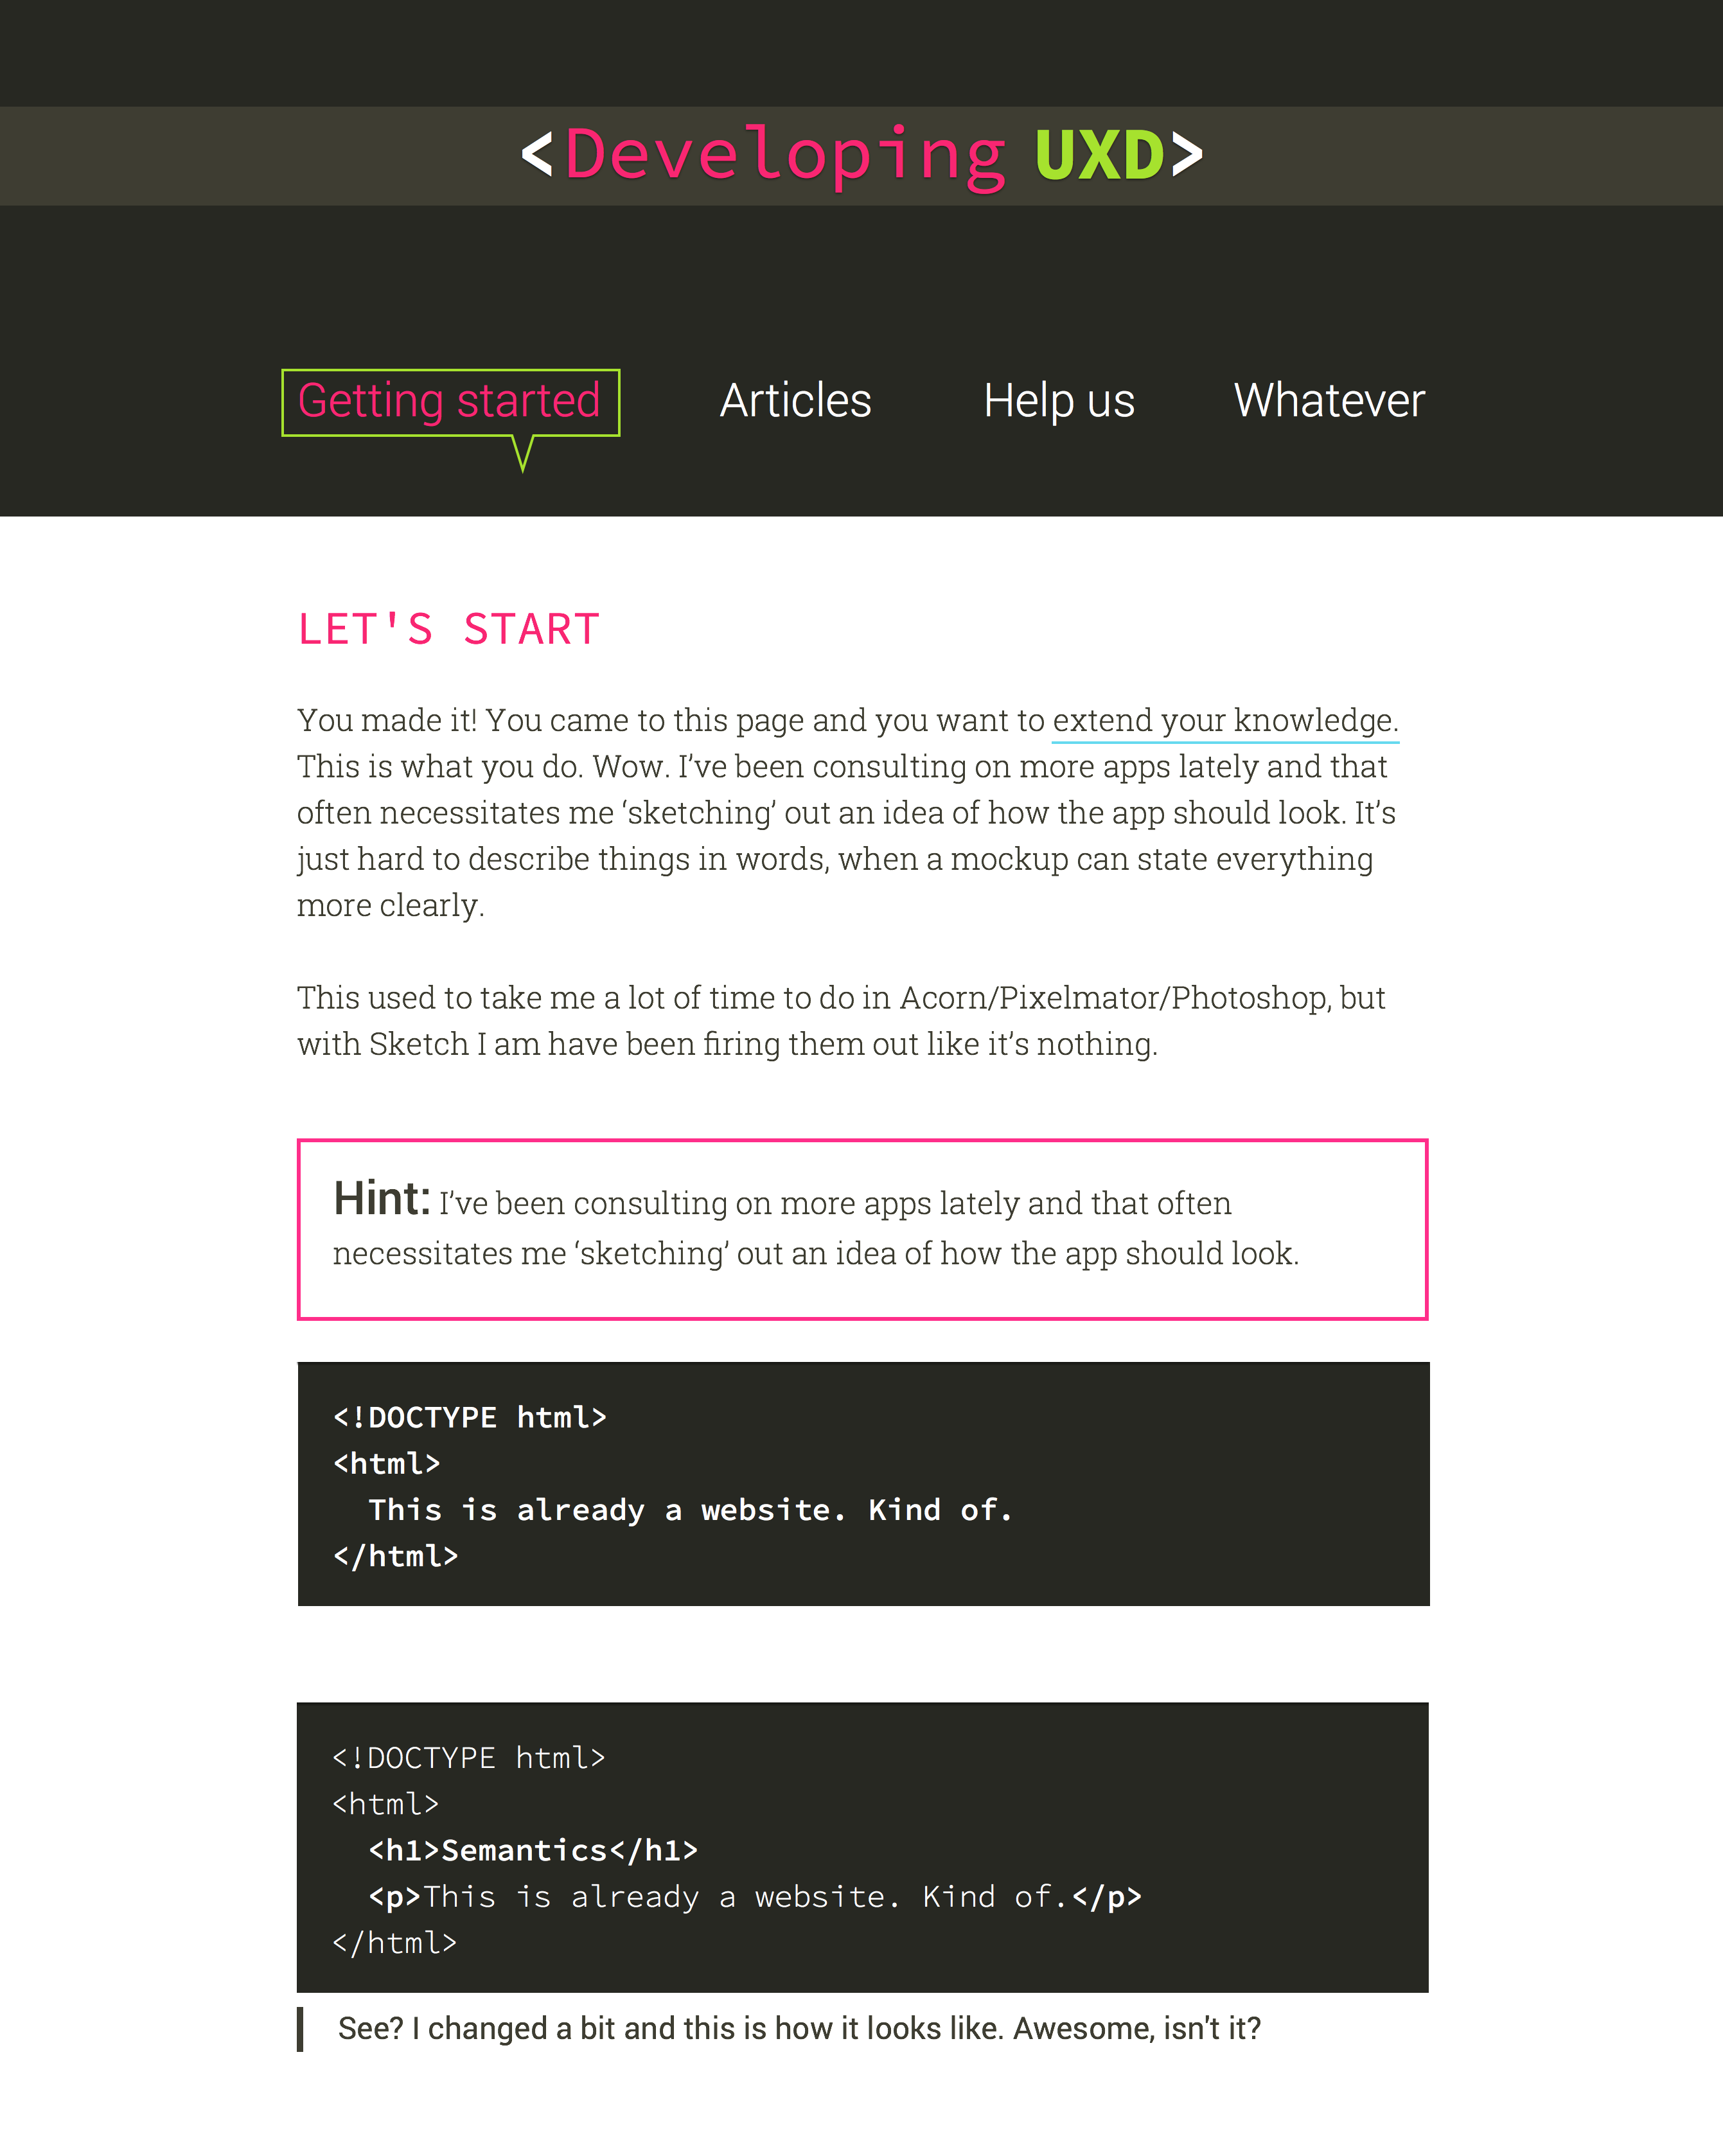 <Developing UXD>
Getting started Articles Help us Whatever
LET'S START
You made it! You came to this page and you want to extend your knowledge.
This is what you do. Wow. I’ve been consulting on more apps lately and that
often necessitates me ‘sketching’ out an idea of how the app should look. It’s
just hard to describe things in words, when a mockup can state everything
more clearly.
This used to take me a lot of time to do in Acorn/Pixelmator/Photoshop, but
with Sketch I am have been firing them out like it’s nothing.
Hint: I’ve been consulting on more apps lately and that often
necessitates me ‘sketching’ out an idea of how the app should look.
<!DOCTYPE html>
<html>
  This is already a website. Kind of.
</html>
<!DOCTYPE html>
<html>
  <h1>Semantics</h1>
  <p>This is already a website. Kind of.</p>
</html>
See? I changed a bit and this is how it looks like. Awesome, isn't it?